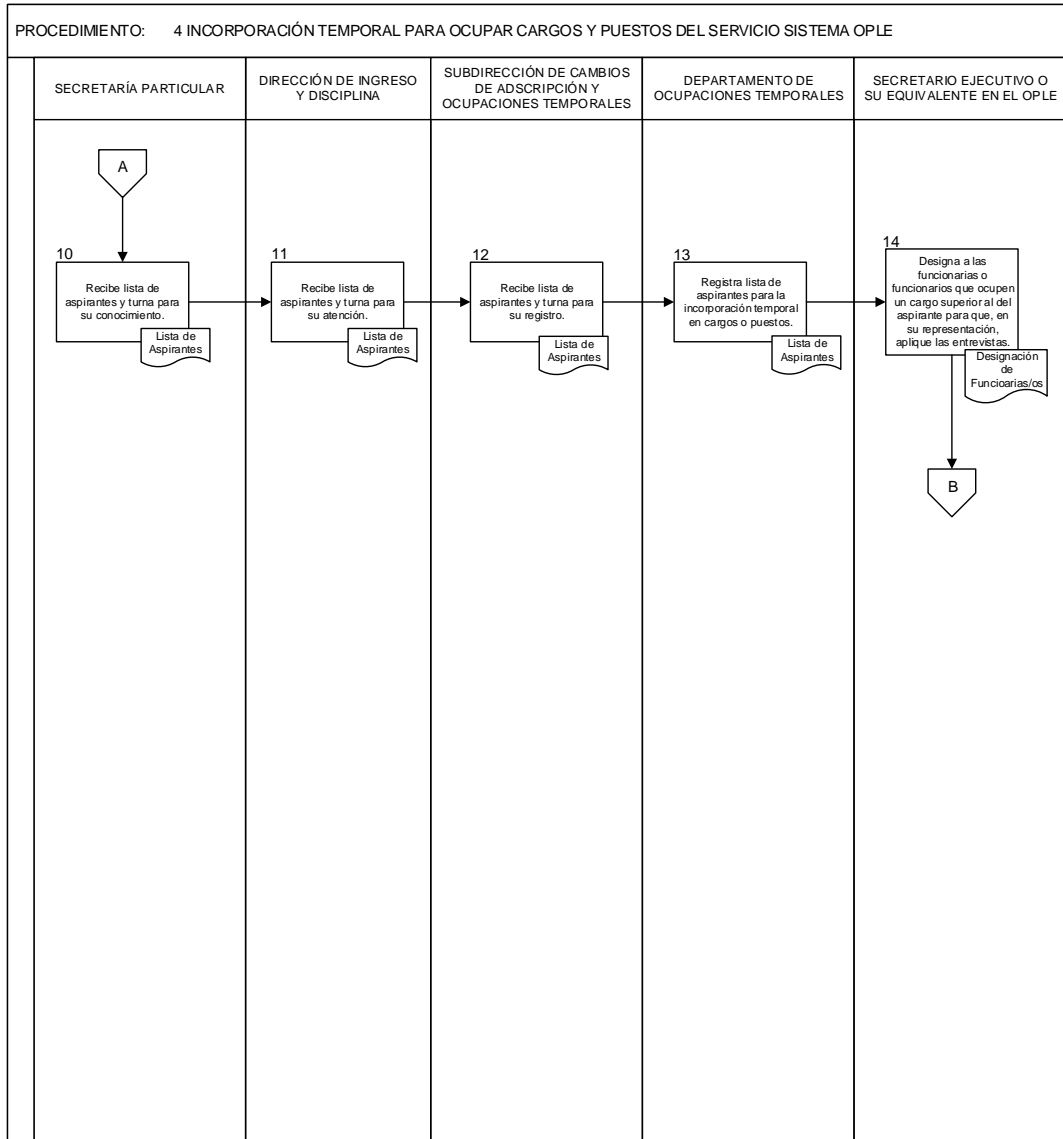 PROCEDIMIENTO: 4 INCORPORACIÓN TEMPORAL PARA OCUPAR CARGOS Y PUESTOS DEL SERVICIO SISTEMA OPLE
SECRETARÍA PARTICULAR
DIRECCIÓN DE INGRESO
Y DISCIPLINA
SUBDIRECCIÓN DE CAMBIOS
DE ADSCRIPCIÓN Y
OCUPACIONES TEMPORALES
DEPARTAMENTO DE
OCUPACIONES TEMPORALES
SECRETARIO EJECUTIVO O
SU EQUIVALENTE EN EL OPLE
A
10
Recibe lista de
aspirantes y turna para
su conocimiento.
Lista de
Aspirantes
11
Recibe lista de
aspirantes y turna para
su atención.
Lista de
Aspirantes
12
Recibe lista de
aspirantes y turna para
su registro.
Lista de
Aspirantes
13
Registra lista de
aspirantes para la
incorporación temporal
en cargos o puestos.
Lista de
Aspirantes
14
Designa a las
funcionarias o
funcionarios que ocupen
un cargo superior al del
aspirante para que, en
su representación,
aplique las entrevistas.
Designación
de
Funcioarias/os
B